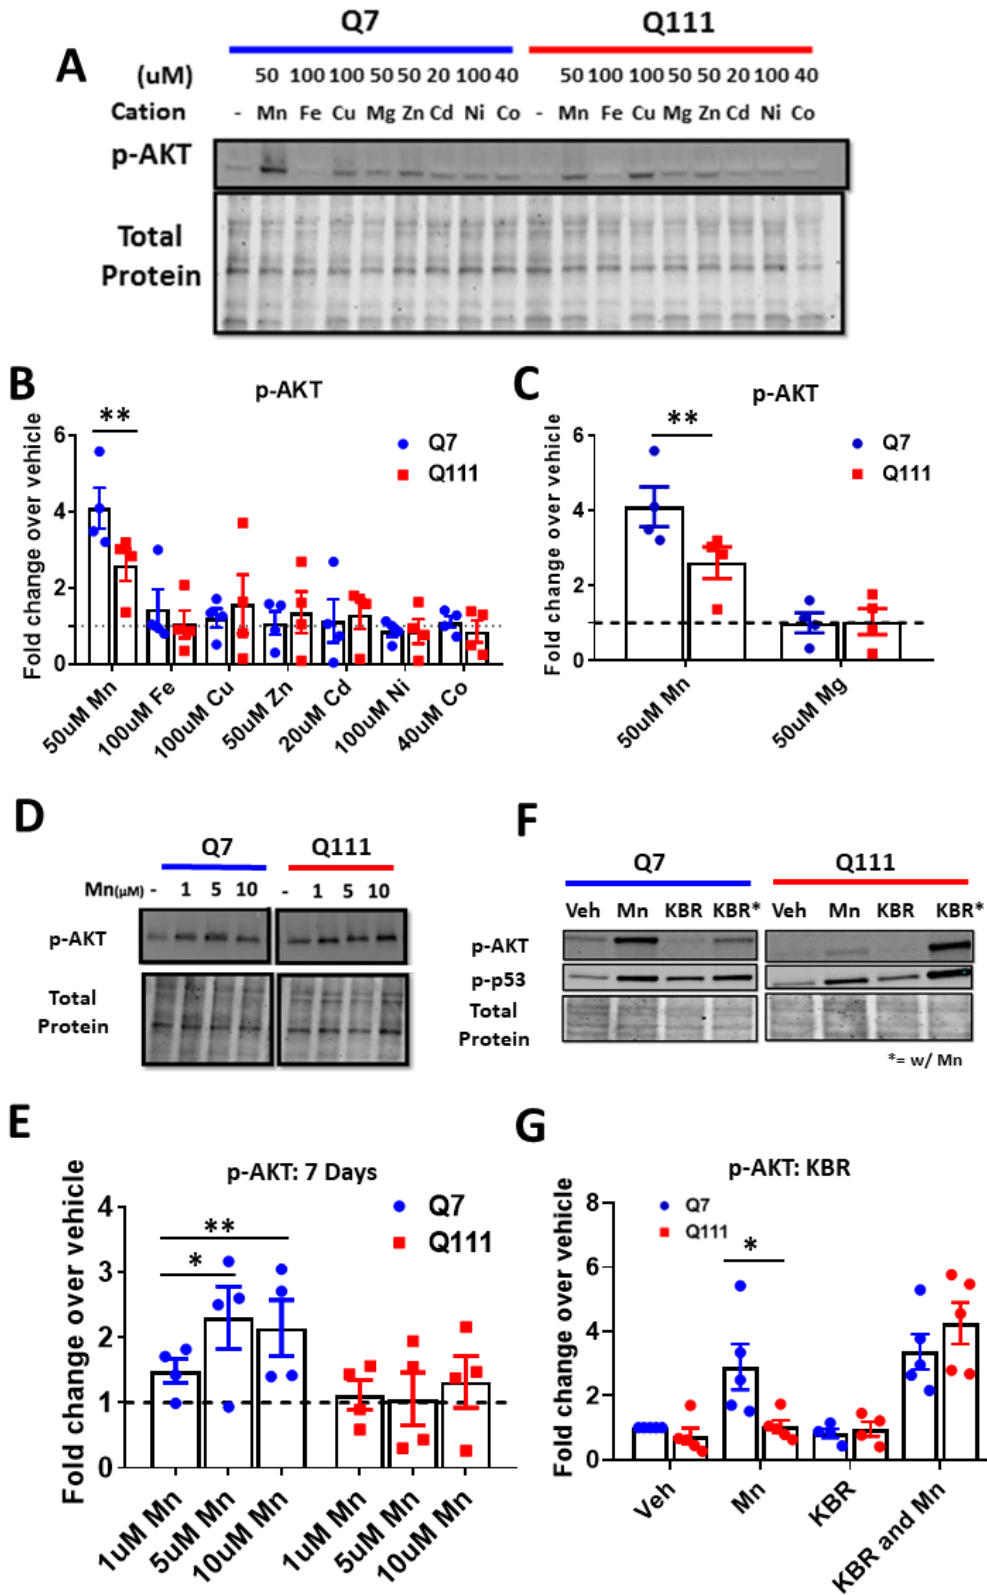 Q7 Q111
A (uM) 50 100 100 50 50 20 100 40 50 100 100 50 50 20 100 40
Cation - Mn Fe Cu Mg Zn Cd Ni Co - Mn Fe Cu Mg Zn Cd Ni Co
p-AKT
Total
Protein
B
p-AKT
**
Q7
Q111
Fold change over vehicle
6
4
2
0
50uM Mn
100uM Fe
100uM Cu
50uM Zn
20uM Cd
100uM Ni
40uM Co
C
p-AKT
**
Q7
Q111
Fold change over vehicle
6
4
2
0
50uM Mn
50uM Mg
D
Q7 Q111
Mn(μM) - 1 5 10 - 1 5 10
p-AKT
Total
Protein
F
Q7 Q111
Veh Mn KBR KBR* Veh Mn KBR KBR*
p-AKT
p-p53
Total
Protein
*= w/ Mn
E
p-AKT: 7 Days
Q7
Q111
**
*
Fold change over vehicle
4
3
2
1
0
1uM Mn
5uM Mn
10uM Mn
1uM Mn
5uM Mn
10uM Mn
G
p-AKT: KBR
Q7
Q111
*
Fold change over vehicle
8
6
4
2
0
Veh
Mn
KBR
KBR and Mn